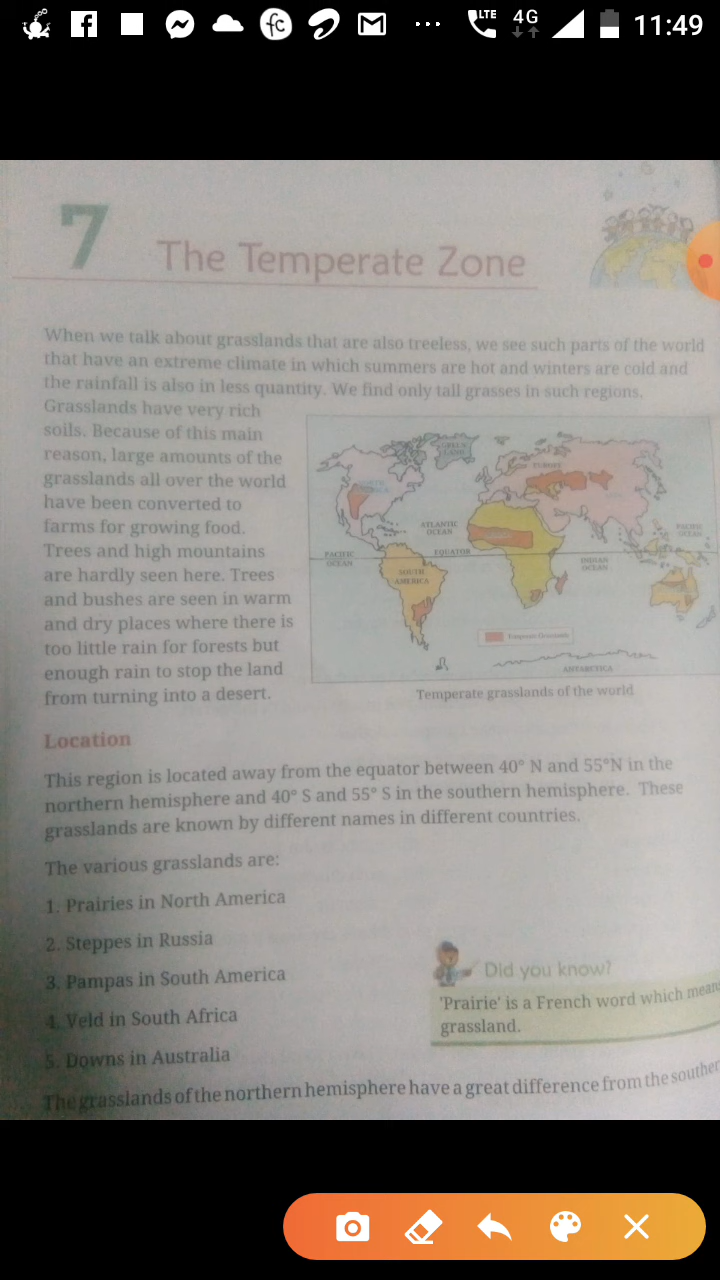 LTE 4G 11:49
fc
7 The Temperate Zone
When we talk about grasslands that are also treeless, we see such parts of the world
that have an extreme climate in which summers are hot and winters are cold and
the rainfall is also in less quantity. We find only tall grasses in such regions.
Grasslands have very rich
soils. Because of this main
reason, large amounts of the
grasslands all over the world
have been converted to
farms for growing food.
Trees and high mountains
are hardly seen here. Trees
and bushes are seen in warm
and dry places where there is
too little rain for forests but
enough rain to stop the land
from turning into a desert.
EUROPE
ATLANTIC
OCEAN
PACIFIC
OCEAN
PACIFIC
OCEAN
EQUATOR
INDIAN
OCEAN
SOUTH
AMERICA
ANTARCTICA
Temperate grasslands of the world
Location
This region is located away from the equator between 40° N and 55°N in the
northern hemisphere and 40° S and 55° S in the southern hemisphere. These
grasslands are known by different names in different countries.
The various grasslands are:
1. Prairies in North America
2. Steppes in Russia
3. Pampas in South America
4. Veld in South Africa
5. Downs in Australia
Did you know?
'Prairie' is a French word which means
grassland.
The grasslands of the northern hemisphere have a great difference from the souther